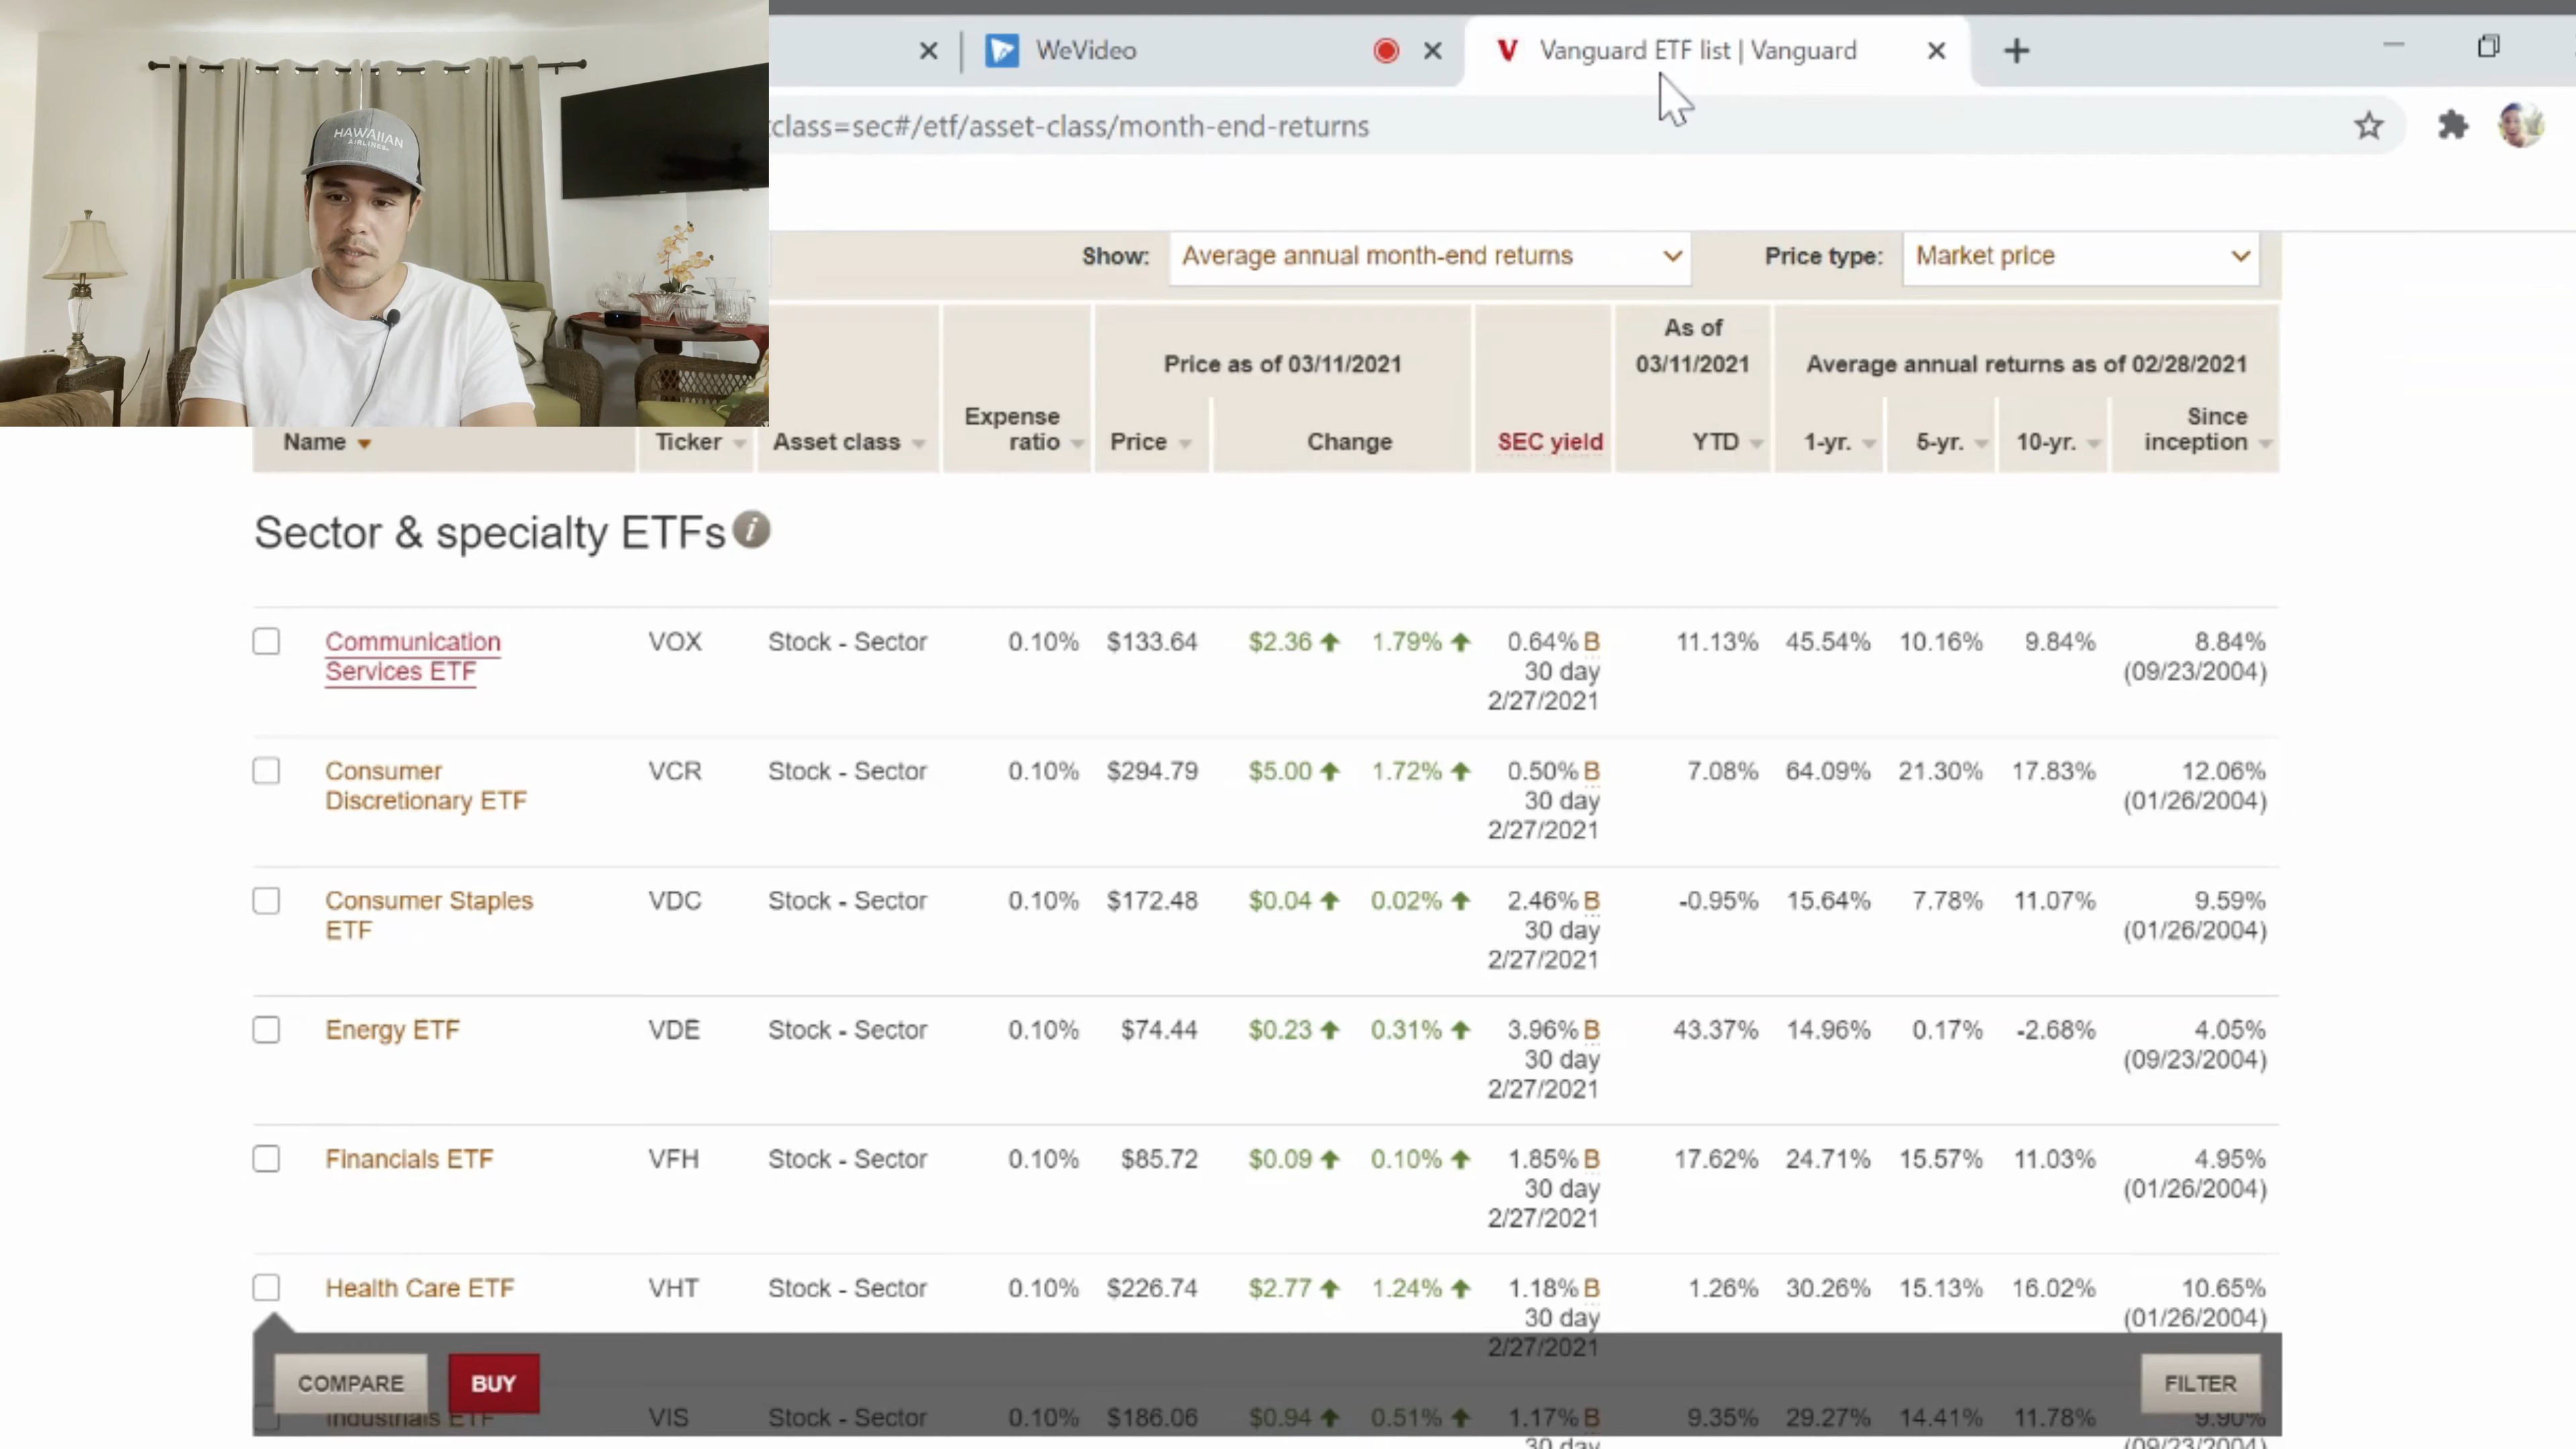 HAWAIIAN
AIRLINES
WeVideo
Vanguard ETF list | Vanguard
class=sec#/etf/asset-class/month-end-returns
Show: Average annual month-end returns Price type: Market price
Name Ticker Asset class Expense ratio Price as of 03/11/2021 Price Change SEC yield As of 03/11/2021 YTD Average annual returns as of 02/28/2021 1-yr. 5-yr. 10-yr. Since inception
Sector & specialty ETFs i
Communication VOX Stock - Sector 0.10% $133.64 $2.36 1.79% 0.64% B 11.13% 45.54% 10.16% 9.84% 8.84%
Services ETF 30 day (09/23/2004)
2/27/2021
Consumer VCR Stock - Sector 0.10% $294.79 $5.00 1.72% 0.50% B 7.08% 64.09% 21.30% 17.83% 12.06%
Discretionary ETF 30 day (01/26/2004)
2/27/2021
Consumer Staples VDC Stock - Sector 0.10% $172.48 $0.04 0.02% 2.46% B -0.95% 15.64% 7.78% 11.07% 9.59%
ETF 30 day (01/26/2004)
2/27/2021
Energy ETF VDE Stock - Sector 0.10% $74.44 $0.23 0.31% 3.96% B 43.37% 14.96% 0.17% -2.68% 4.05%
30 day (09/23/2004)
2/27/2021
Financials ETF VFH Stock - Sector 0.10% $85.72 $0.09 0.10% 1.85% B 17.62% 24.71% 15.57% 11.03% 4.95%
30 day (01/26/2004)
2/27/2021
Health Care ETF VHT Stock - Sector 0.10% $226.74 $2.77 1.24% 1.18% B 1.26% 30.26% 15.13% 16.02% 10.65%
30 day (01/26/2004)
2/27/2021
COMPARE BUY FILTER
Industrials ETF VIS Stock - Sector 0.10% $186.06 $0.94 0.51% 1.17% B 9.35% 29.27% 14.41% 11.78% 9.90%
30 day (09/23/2004)